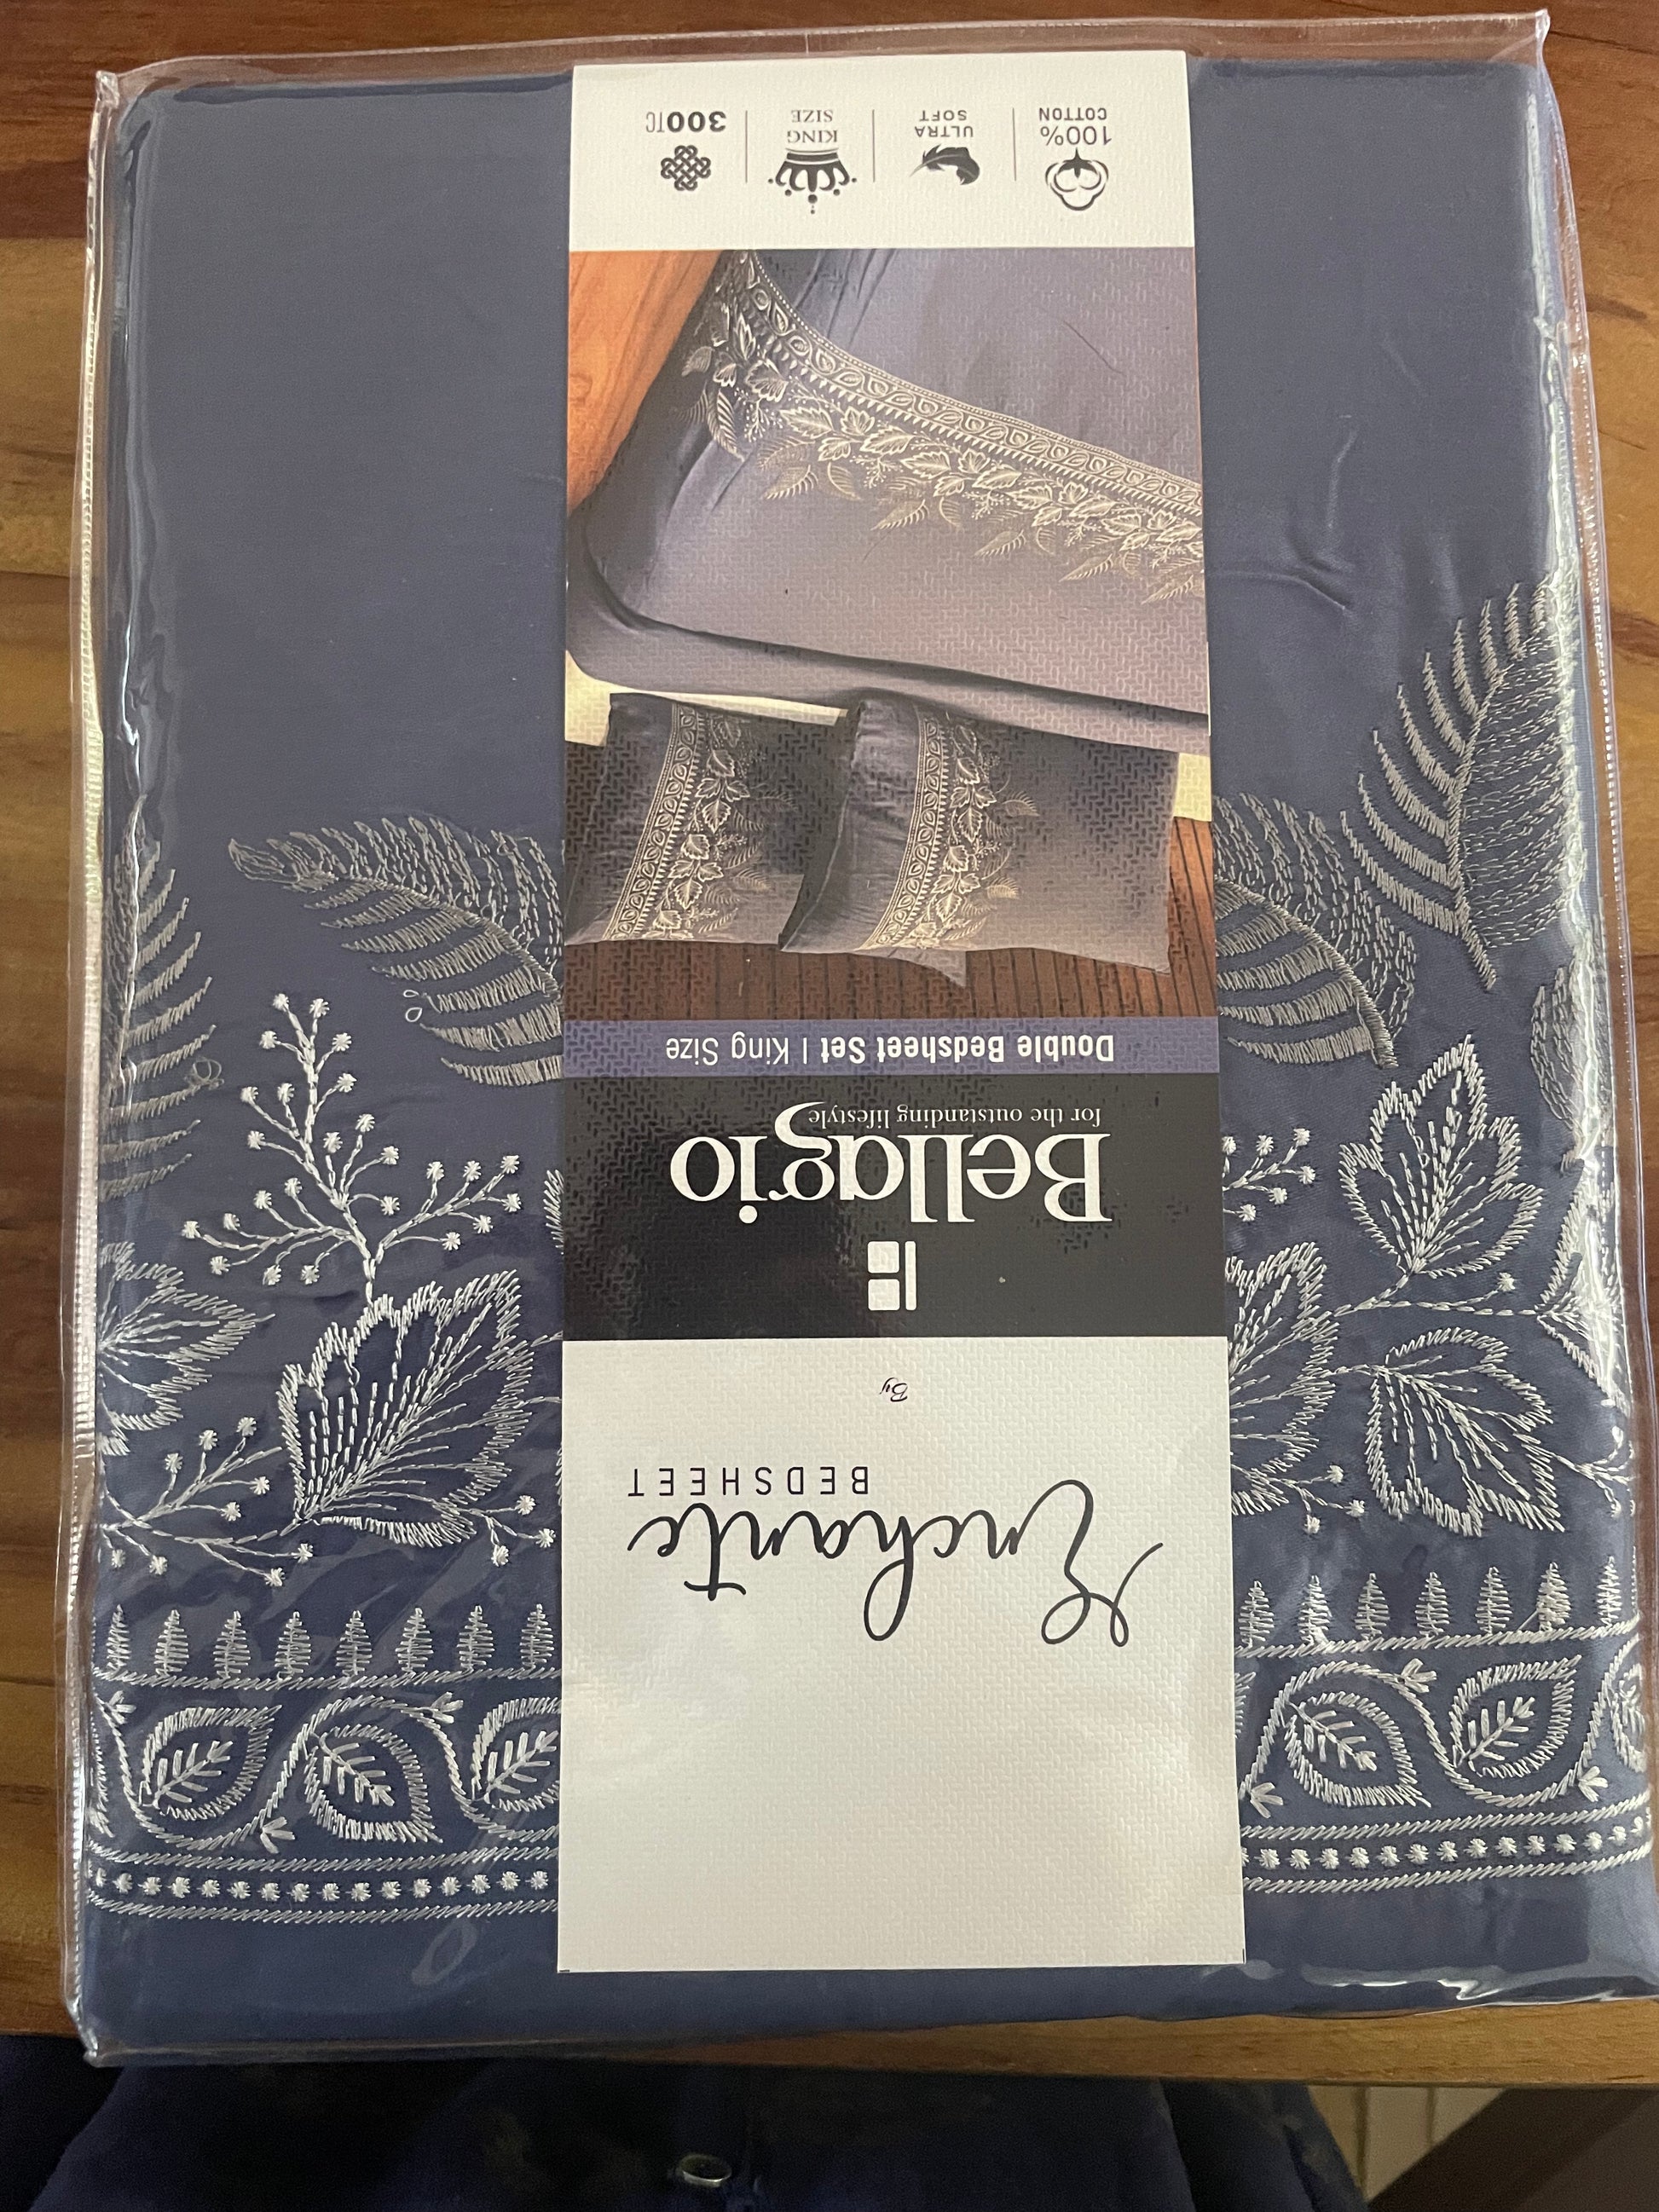 Enchante
BEDSHEET
By
Bellagio
for the outstanding lifestyle
Double Bedsheet Set | King Size
100%
COTTON
ULTRA
SOFT
KING
SIZE
300TC